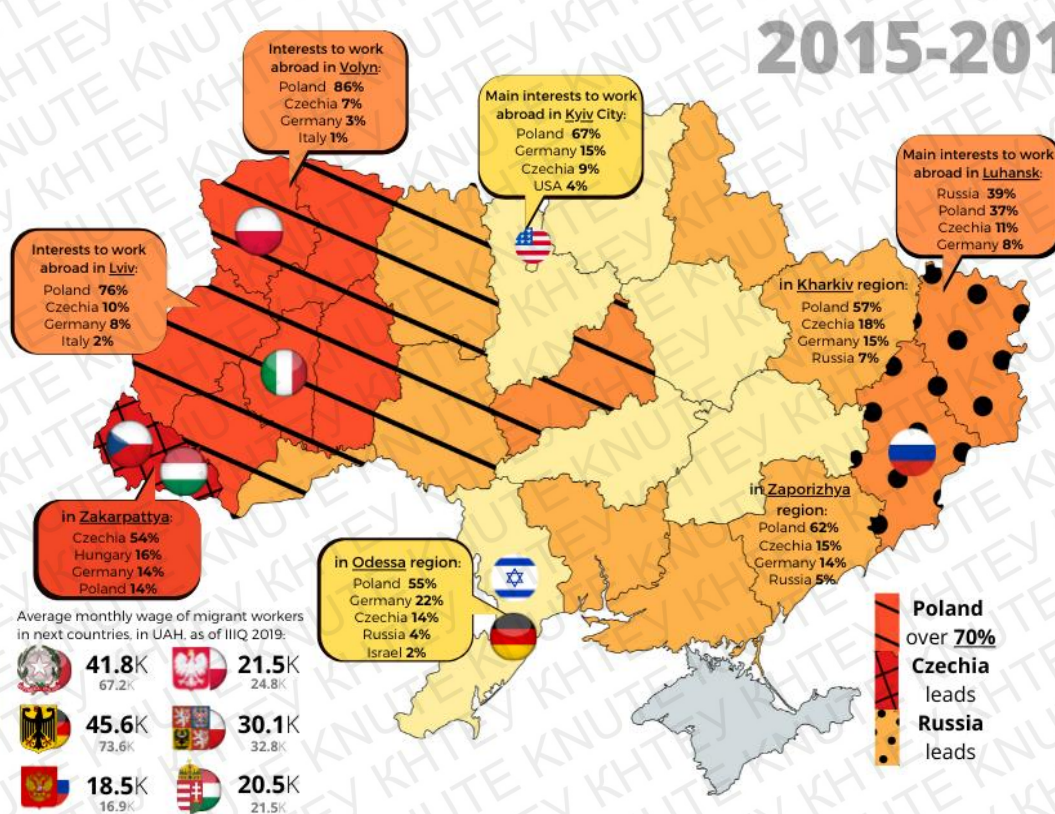 2015-201
Interests to work
abroad in Volyn:
Poland 86%
Czechia 7%
Germany 3%
Italy 1%
Main interests to work
abroad in Kyiv City:
Poland 67%
Germany 15%
Czechia 9%
USA 4%
Main interests to work
abroad in Luhansk:
Russia 39%
Poland 37%
Czechia 11%
Germany 8%
Interests to work
abroad in Lviv:
Poland 76%
Czechia 10%
Germany 8%
Italy 2%
in Kharkiv region:
Poland 57%
Czechia 18%
Germany 15%
Russia 7%
in Zakarpattya:
Czechia 54%
Hungary 16%
Germany 14%
Poland 14%
in Odessa region:
Poland 55%
Germany 22%
Czechia 14%
Russia 4%
Israel 2%
in Zaporizhya
region:
Poland 62%
Czechia 15%
Germany 14%
Russia 5%
Average monthly wage of migrant workers
in next countries, in UAH, as of IIIQ 2019:
41.8K
67.2K
21.5K
24.8K
45.6K
73.6K
30.1K
32.8K
18.5K
16.9K
20.5K
21.5K
Poland
over 70%
Czechia
leads
Russia
leads
KNUTE KHTEY